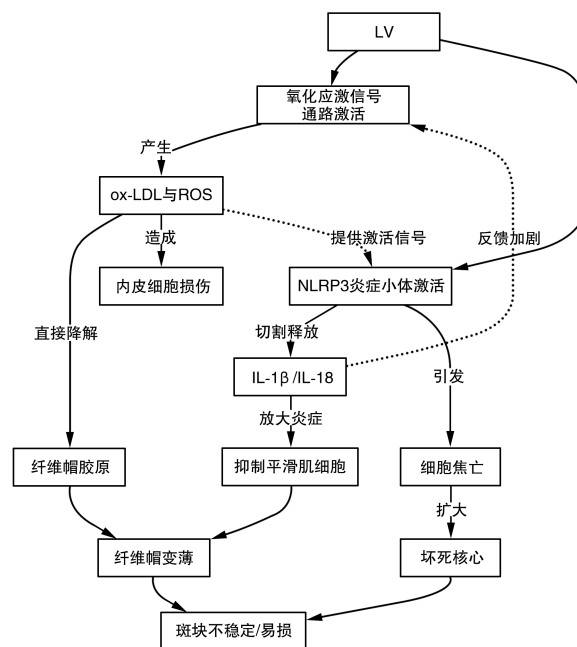 LV
氧化应激信号
通路激活
产生
ox-LDL与ROS
造成
提供激活信号
反馈加剧
内皮细胞损伤
NLRP3炎症小体激活
直接降解
切割释放
IL-1β/IL-18
引发
放大炎症
纤维帽胶原
抑制平滑肌细胞
细胞焦亡
扩大
纤维帽变薄
坏死核心
斑块不稳定/易损